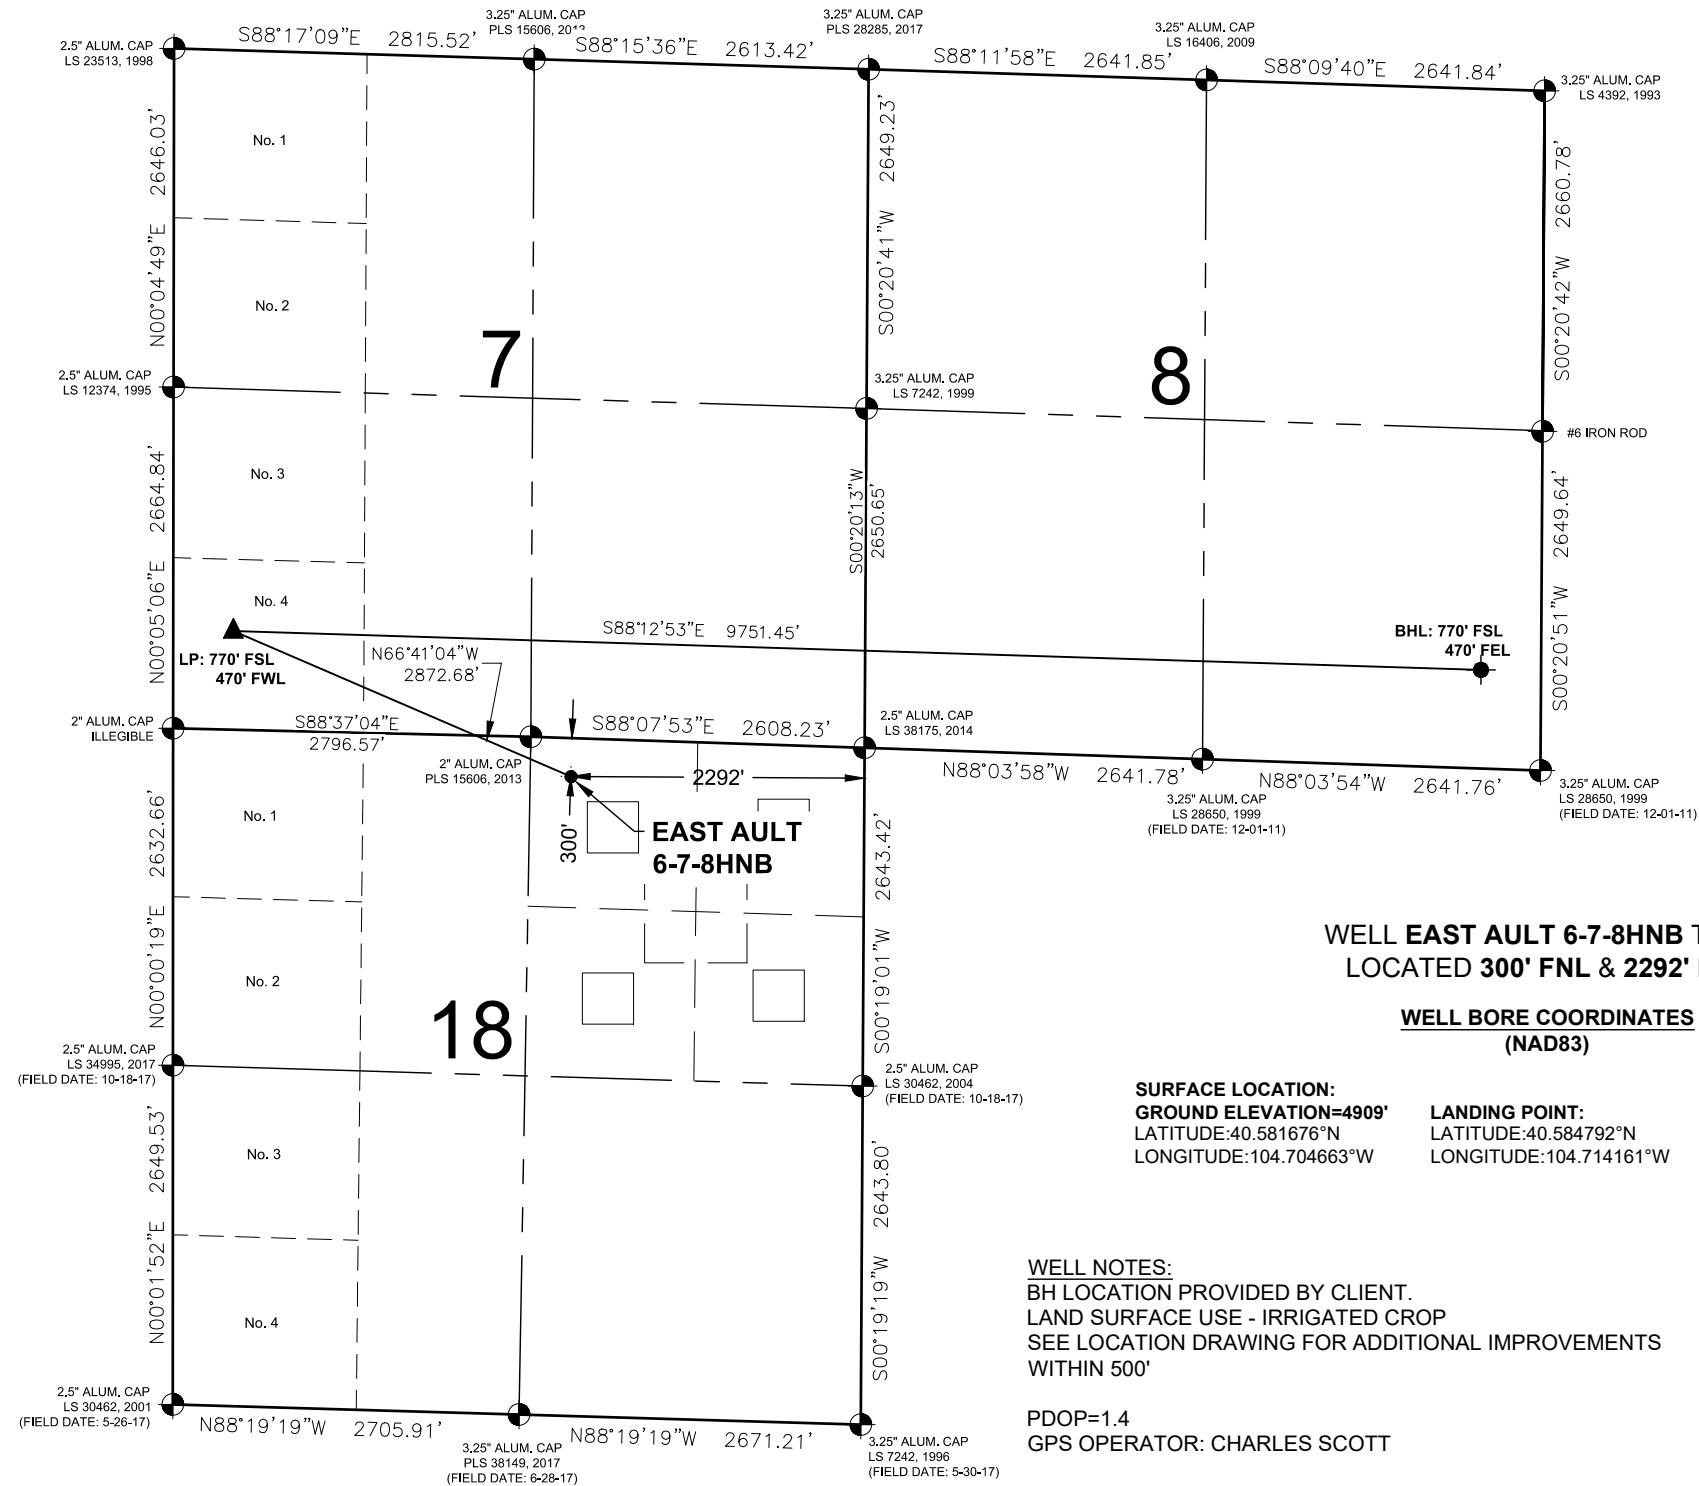 3.25" ALUM. CAP
PLS 15606,
3.25" ALUM. CAP
PLS 28285, 2017
3.25" ALUM. CAP
LS 16406, 2009
2.5" ALUM. CAP
LS 23513, 1998
S88°17'09"E 2815.52'
S88°15'36"E 2613.42'
S88°11'58"E 2641.85'
S88°09'40"E 2641.84'
3.25" ALUM. CAP
LS 4392, 1993
N00°04'49"E 2646.03'
No. 1
No. 2
7
S00°20'41"W 2649.23'
8
S00°20'42"W 2660.78'
2.5" ALUM. CAP
LS 12374, 1995
3.25" ALUM. CAP
LS 7242, 1999
#6 IRON ROD
N00°05'06"E 2664.84'
No. 3
No. 4
S00°20'13"W
2650.65'
S00°20'51"W 2649.64'
S88°12'53"E 9751.45'
BHL: 770' FSL
470' FEL
LP: 770' FSL
470' FWL
N66°41'04"W
2872.68'
2" ALUM. CAP
ILLEGIBLE
S88°37'04"E
2796.57'
S88°07'53"E 2608.23'
2.5" ALUM. CAP
LS 38175, 2014
2" ALUM. CAP
PLS 15606, 2013
2292'
N88°03'58"W 2641.78'
N88°03'54"W 2641.76'
3.25" ALUM. CAP
LS 28650, 1999
(FIELD DATE: 12-01-11)
3.25" ALUM. CAP
LS 28650, 1999
(FIELD DATE: 12-01-11)
N00°00'19"E 2632.66'
No. 1
300'
EAST AULT
6-7-8HNB
S00°19'01"W 2643.42'
No. 2
18
WELL EAST AULT 6-7-8HNB
LOCATED 300' FNL & 2292'
WELL BORE COORDINATES
(NAD83)
2.5" ALUM. CAP
LS 34995, 2017
(FIELD DATE: 10-18-17)
2.5" ALUM. CAP
LS 30462, 2004
(FIELD DATE: 10-18-17)
SURFACE LOCATION:
GROUND ELEVATION=4909'
LATITUDE:40.581676°N
LONGITUDE:104.704663°W
LANDING POINT:
LATITUDE:40.584792°N
LONGITUDE:104.714161°W
N00°01'52"E 2649.53'
No. 3
No. 4
S00°19'19"W 2643.80'
WELL NOTES:
BH LOCATION PROVIDED BY CLIENT.
LAND SURFACE USE - IRRIGATED CROP
SEE LOCATION DRAWING FOR ADDITIONAL IMPROVEMENTS
WITHIN 500'
PDOP=1.4
GPS OPERATOR: CHARLES SCOTT
2.5" ALUM. CAP
LS 30462, 2001
(FIELD DATE: 5-26-17)
N88°19'19"W 2705.91'
N88°19'19"W 2671.21'
3.25" ALUM. CAP
PLS 38149, 2017
(FIELD DATE: 6-28-17)
3.25" ALUM. CAP
LS 7242, 1996
(FIELD DATE: 5-30-17)